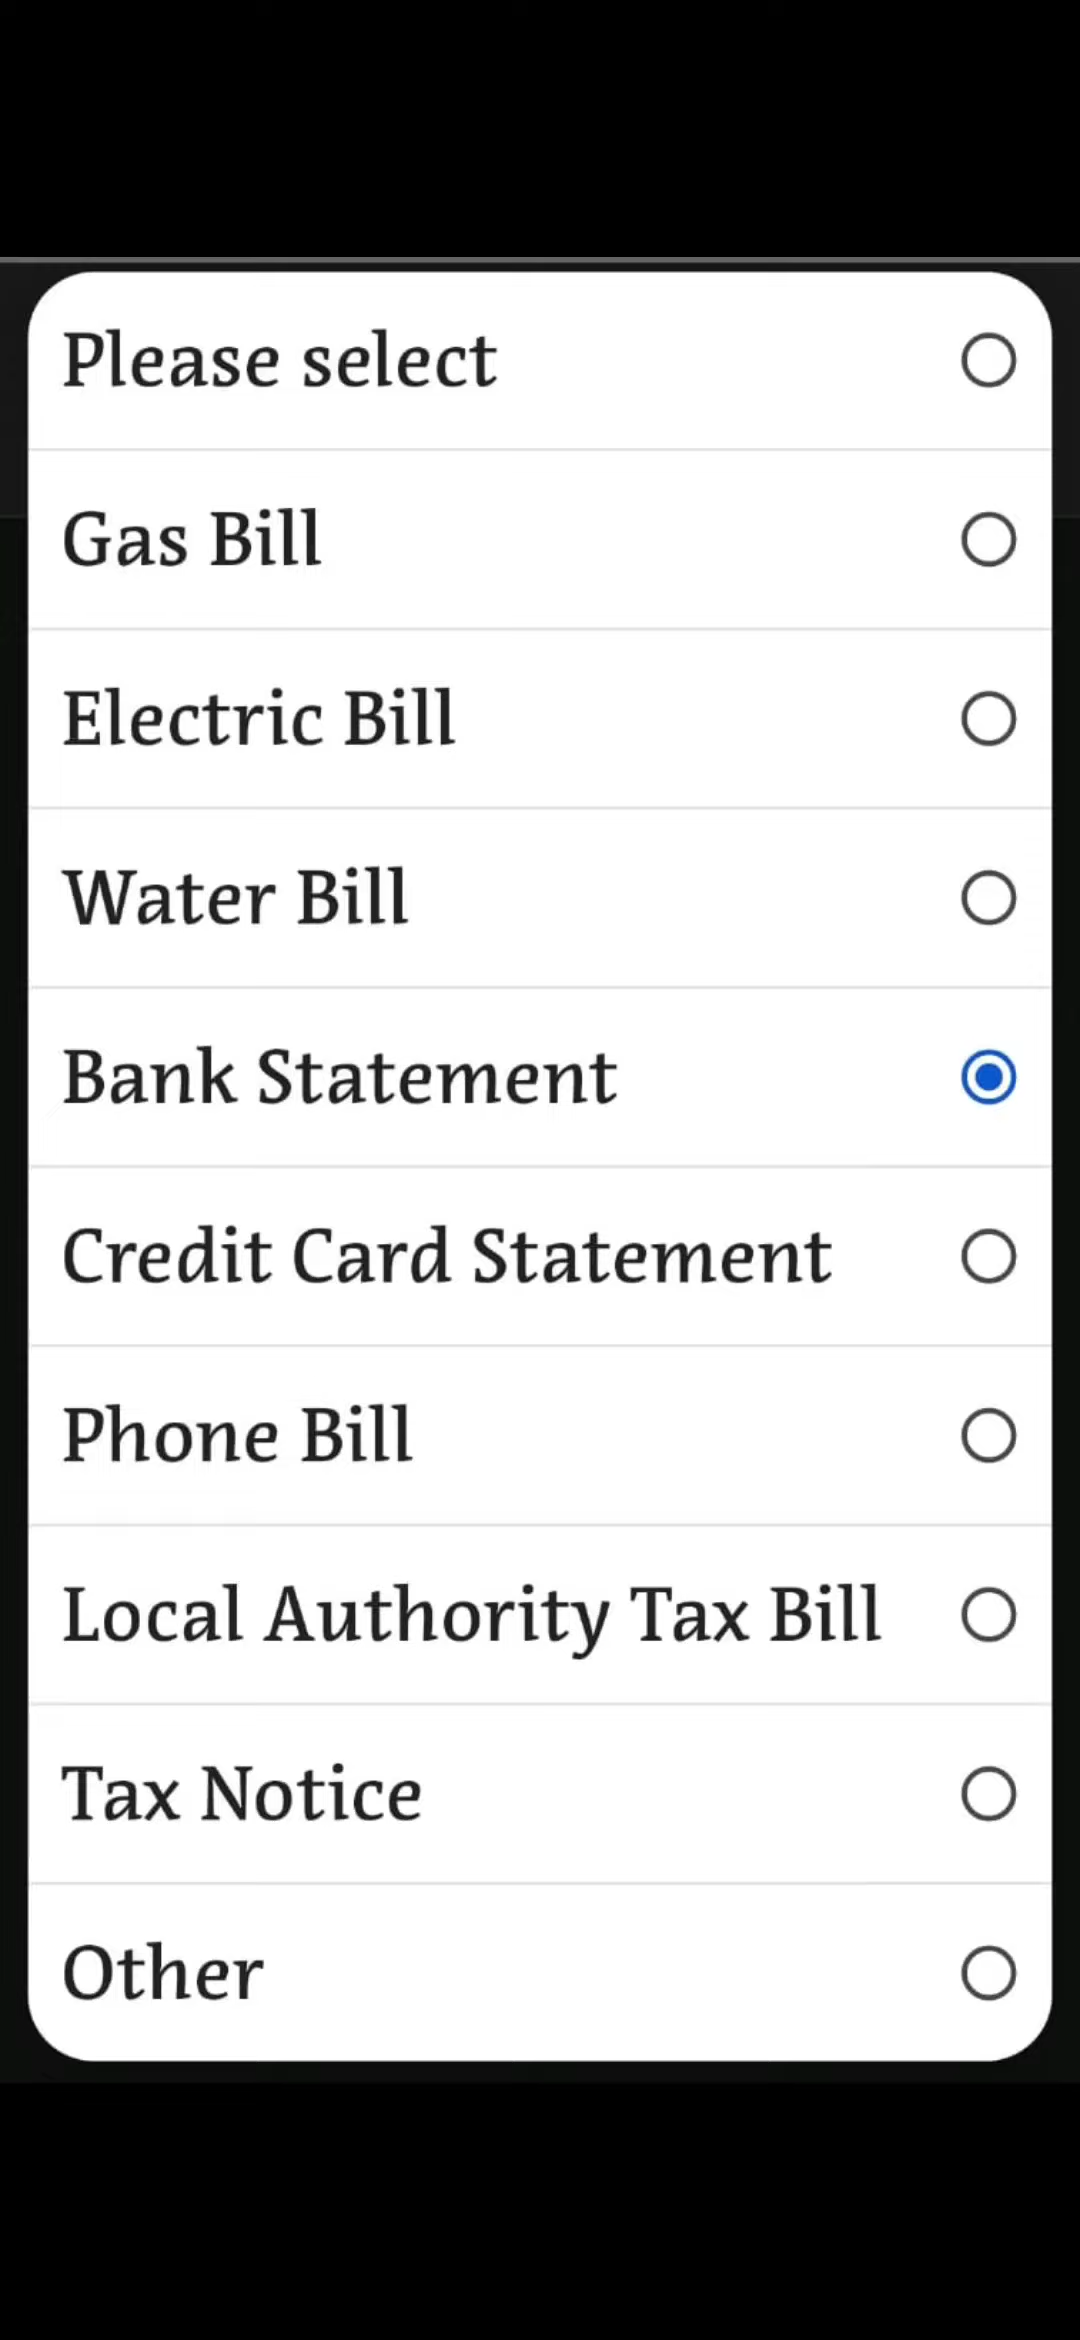 Please select
Gas Bill
Electric Bill
Water Bill
Bank Statement
Credit Card Statement
Phone Bill
Local Authority Tax Bill
Tax Notice
Other